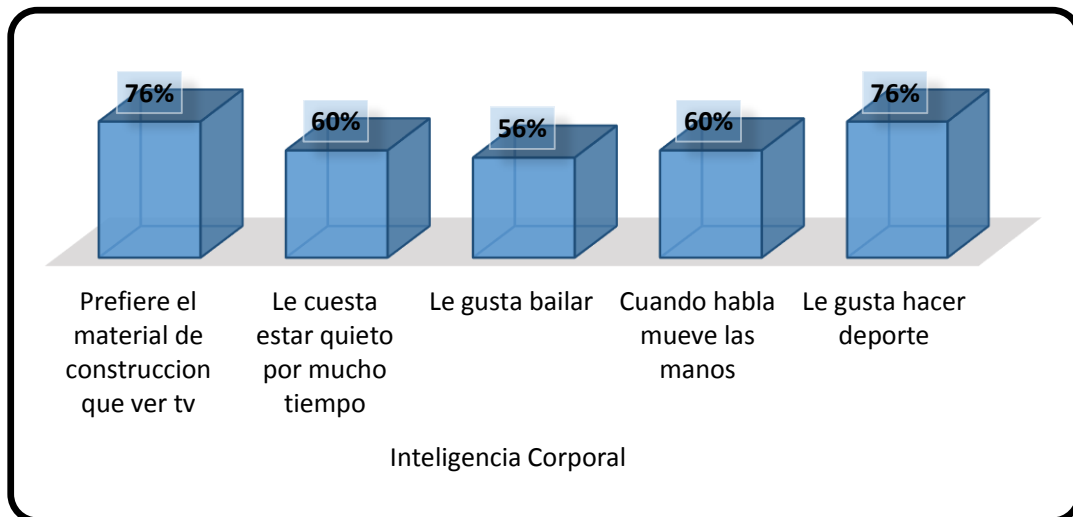 76%
60%
56%
60%
76%
Prefiere el
material de
construccion
que ver tv
Le cuesta
estar quieto
por mucho
tiempo
Le gusta bailar
Cuando habla
mueve las
manos
Le gusta hacer
deporte
Inteligencia Corporal